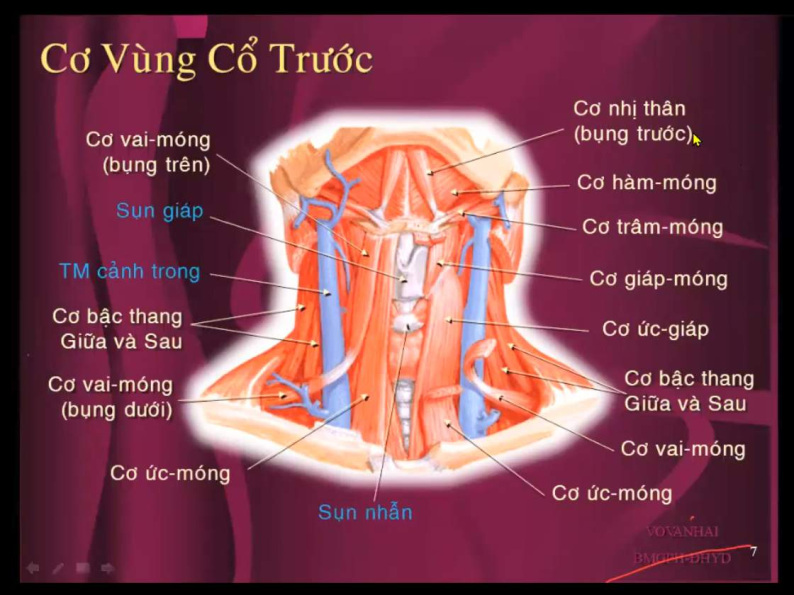 Cơ Vùng Cổ Trước
Cơ nhị thân
(bụng trước)
Cơ vai-móng
(bụng trên)
Cơ hàm-móng
Sụn giáp
Cơ trâm-móng
TM cảnh trong
Cơ giáp-móng
Cơ bậc thang
Giữa và Sau
Cơ ức-giáp
Cơ vai-móng
(bụng dưới)
Cơ bậc thang
Giữa và Sau
Cơ vai-móng
Cơ ức-móng
Cơ ức-móng
Sụn nhẫn
VOVANHAI
BMGPH-DHYD
7